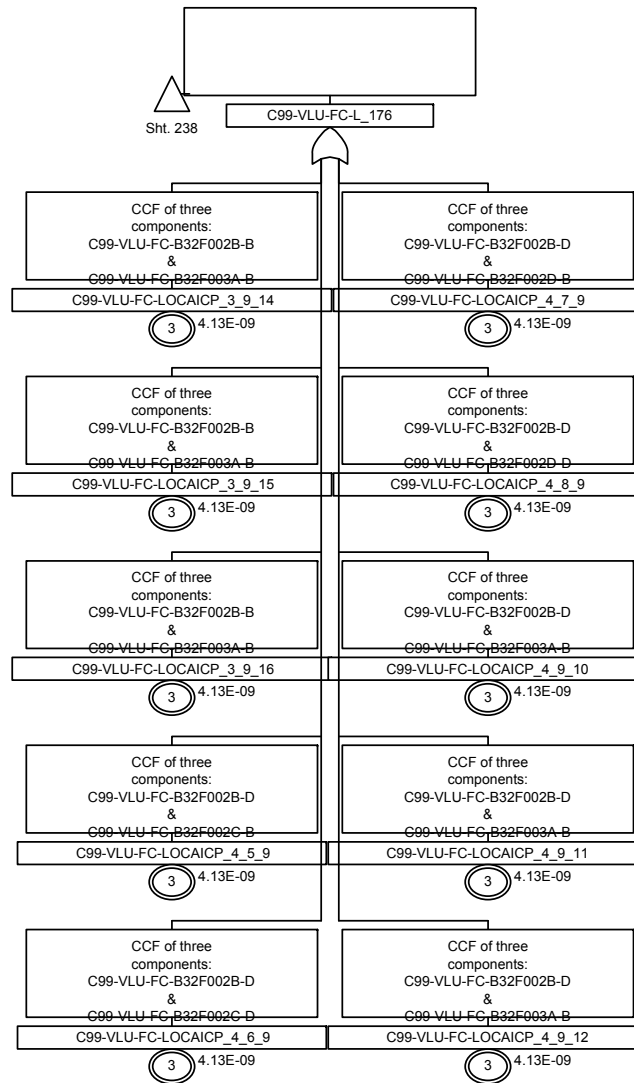 Sht. 238
C99-VLU-FC-L_176
CCF of three
components:
C99-VLU-FC-B32F002B-B
&
C99-VLU-FC-B32F003A-B
C99-VLU-FC-LOCAICP_3_9_14
3
4.13E-09
CCF of three
components:
C99-VLU-FC-B32F002B-D
&
C99-VLU-FC-B32F002D-B
C99-VLU-FC-LOCAICP_4_7_9
3
4.13E-09
CCF of three
components:
C99-VLU-FC-B32F002B-B
&
C99-VLU-FC-B32F003A-B
C99-VLU-FC-LOCAICP_3_9_15
3
4.13E-09
CCF of three
components:
C99-VLU-FC-B32F002B-D
&
C99-VLU-FC-B32F002D-D
C99-VLU-FC-LOCAICP_4_8_9
3
4.13E-09
CCF of three
components:
C99-VLU-FC-B32F002B-B
&
C99-VLU-FC-B32F003A-B
C99-VLU-FC-LOCAICP_3_9_16
3
4.13E-09
CCF of three
components:
C99-VLU-FC-B32F002B-D
&
C99-VLU-FC-B32F003A-B
C99-VLU-FC-LOCAICP_4_9_10
3
4.13E-09
CCF of three
components:
C99-VLU-FC-B32F002B-D
&
C99-VLU-FC-B32F002C-B
C99-VLU-FC-LOCAICP_4_5_9
3
4.13E-09
CCF of three
components:
C99-VLU-FC-B32F002B-D
&
C99-VLU-FC-B32F003A-B
C99-VLU-FC-LOCAICP_4_9_11
3
4.13E-09
CCF of three
components:
C99-VLU-FC-B32F002B-D
&
C99-VLU-FC-B32F002C-D
C99-VLU-FC-LOCAICP_4_6_9
3
4.13E-09
CCF of three
components:
C99-VLU-FC-B32F002B-D
&
C99-VLU-FC-B32F003A-B
C99-VLU-FC-LOCAICP_4_9_12
3
4.13E-09